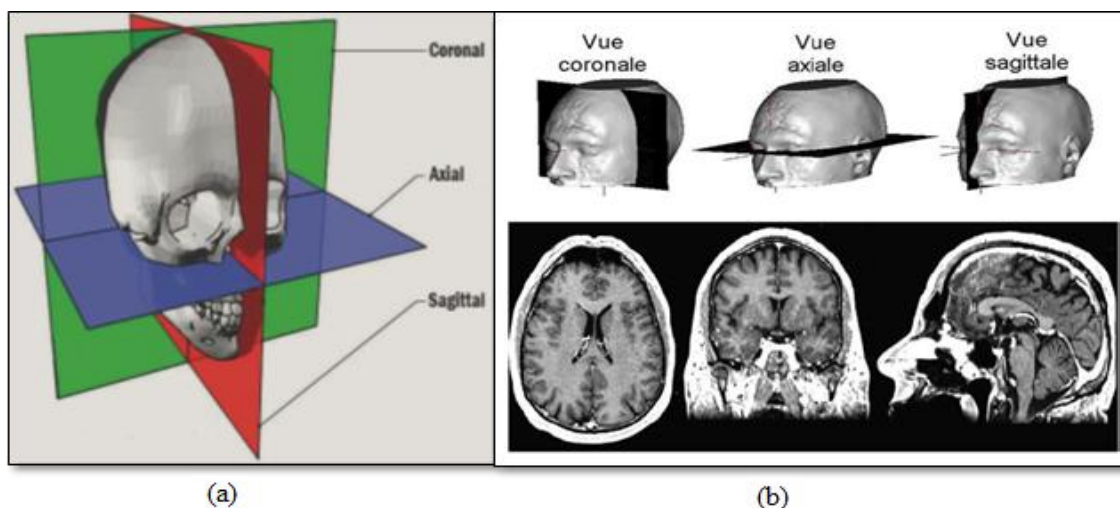 Coronal
Axial
Sagittal
Vue
coronale
Vue
axiale
Vue
sagittale
(a)
(b)